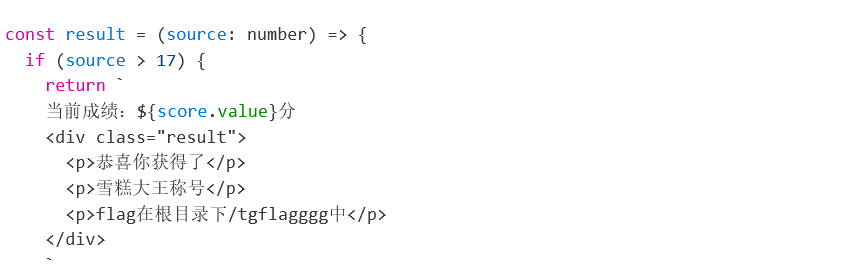 const result = (source: number) => {
if (source > 17) {
return `
当前成绩：${score.value}分
<div class="result">
<p>恭喜你获得了</p>
<p>雪糕大王称号</p>
<p>flag在根目录下/tgflagggg中</p>
</div>
`